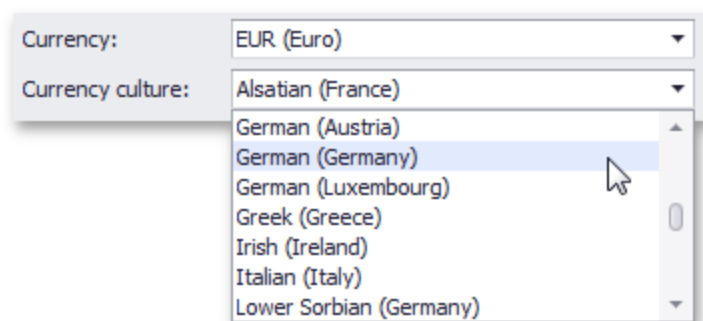 Currency: EUR (Euro)
Currency culture: Alsatian (France)
German (Austria)
German (Germany)
German (Luxembourg)
Greek (Greece)
Irish (Ireland)
Italian (Italy)
Lower Sorbian (Germany)